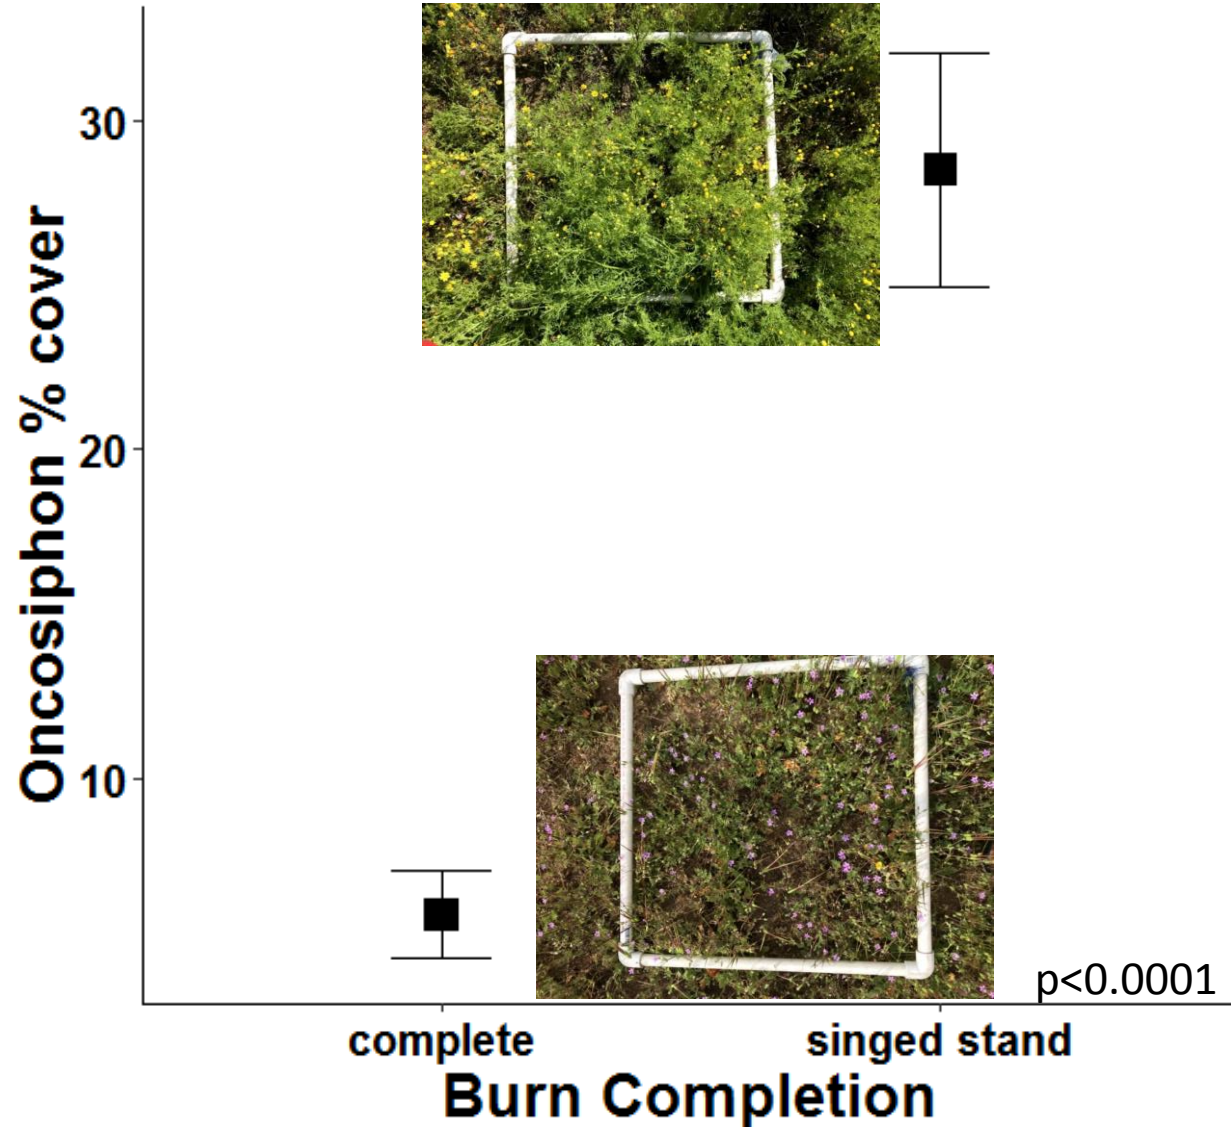 Oncosiphon % cover
30
20
10
p<0.0001
complete
singed stand
Burn Completion